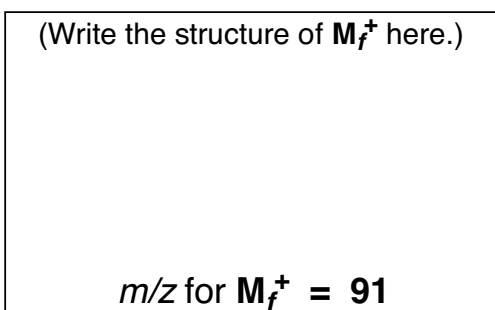 (Write the structure of M_f^+ here.)
m/z for M_f^+ = 91